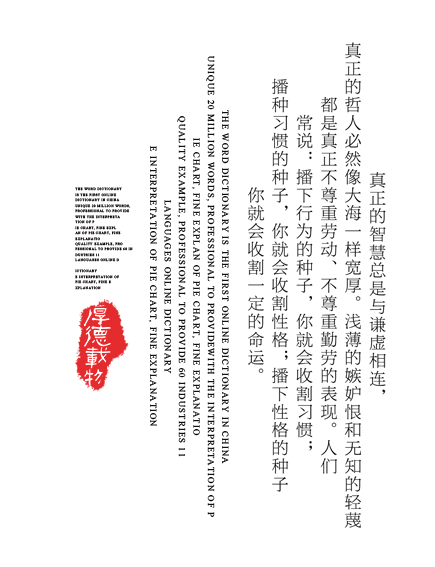 真正的智慧总是与谦虚相连，
真正的哲人必然像大海一样宽厚。浅薄的嫉妒恨和无知的轻蔑
都是真正不尊重劳动、不尊重勤劳的表现。人们
常说：播下行为的种子，你就会收割习惯；
播种习惯的种子，你就会收割性格；播下性格的种子
你就会收割一定的命运。
THE WORD DICTIONARY IS THE FIRST ONLINE DICTIONARY IN CHINA
UNIQUE 20 MILLION WORDS, PROFESSIONAL TO PROVIDEWITH THE INTERPRETATION OF P
IE CHART, FINE EXPLAN OF PIE CHART, FINE EXPLANATIO
QUALITY EXAMPLE, PROFESSIONAL TO PROVIDE 60 INDUSTRIES 11
LANGUAGES ONLINE DICTIONARY
E INTERPRETATION OF PIE CHART, FINE EXPLANATION
THE WORD DICTIONARY
IS THE FIRST ONLINE
DICTIONARY IN CHINA
UNIQUE 20 MILLION WORDS,
PROFESSIONAL TO PROVIDE
WITH THE INTERPRETA
TION OF P
IE CHART, FINE EXPL
AN OF PIE CHART, FINE
EXPLANATIO
QUALITY EXAMPLE, PRO
FESSIONAL TO PROVIDE 60 IN
DUSTRIES 11
LANGUAGES ONLINE D
ICTIONARY
E INTERPRETATION OF
PIE CHART, FINE E
XPLANATION
厚德載物